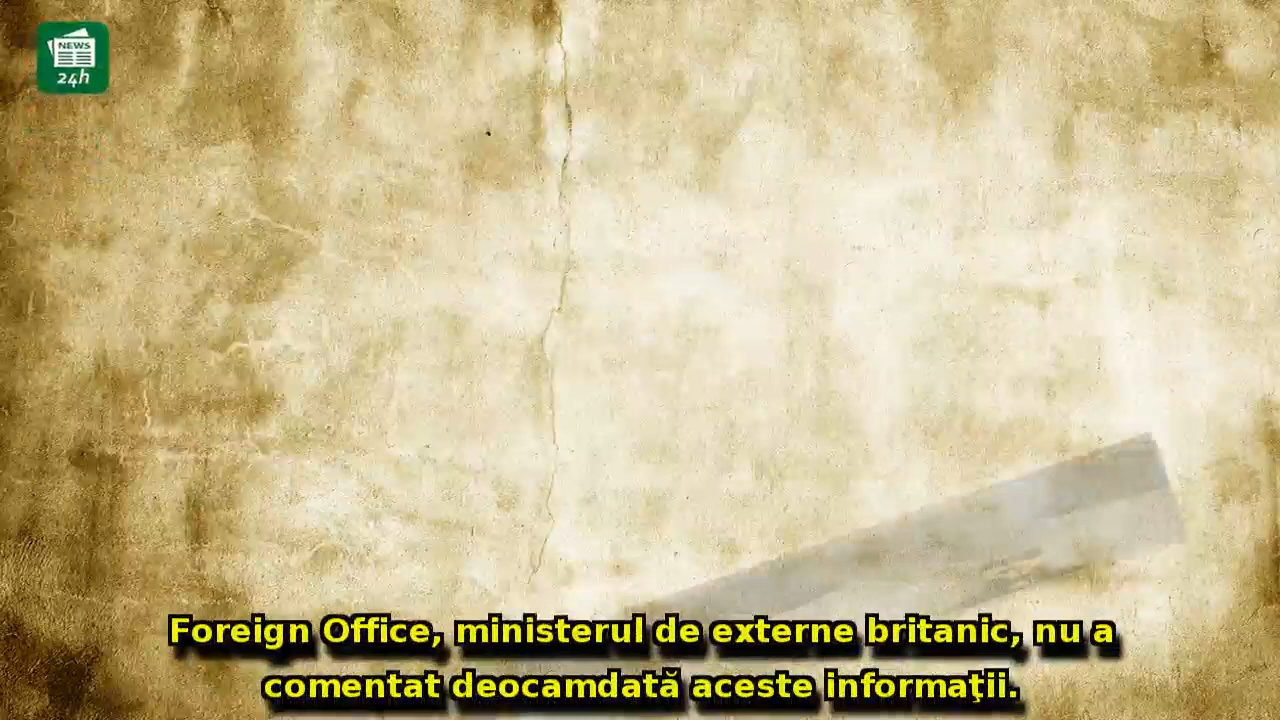 NEWS
24h
Foreign Office, ministerul de externe britanic, nu a
comentat deocamdată aceste informaţii.